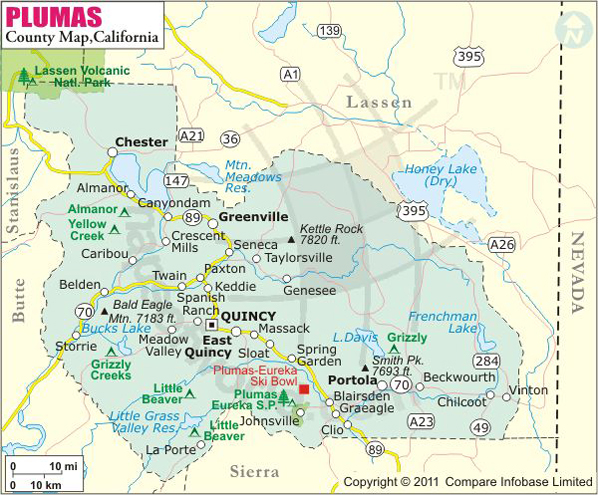 PLUMAS
County Map,California
139
395
N
Lassen Volcanic
Natl. Park
A1
TM
Lassen
A21
36
Chester
Stanislaus
Mtn.
Meadows
Res.
147
Honey Lake
(Dry)
Almanor
Canyondam
395
Almanor
89
Greenville
Kettle Rock
7820 ft.
A26
NEVADA
Yellow
Creek
Crescent
Mills
Seneca
Taylorsville
Caribou
Paxton
Twain
Keddie
Genesee
Belden
Spanish
Ranch
Butte
Bald Eagle
Mtn. 7183 ft.
70
Bucks Lake
QUINCY
Massack
Frenchman
Lake
Storrie
Meadow
Valley
East
Quincy
Sloat
Spring
Garden
L.Davis
Grizzly
Grizzly
Creeks
Smith Pk.
7693 ft.
284
Plumas-Eureka
Ski Bowl
Portola
70
Beckwourth
Vinton
Little
Beaver
Plumas
Eureka S.P.
Blairsden
Graeagle
Chilcoot
Little Grass
Valley Res.
Johnsville
A23
49
Little
Beaver
Clio
La Porte
89
Sierra
0 10 mi
0 10 km
Copyright © 2011 Compare Infobase Limited